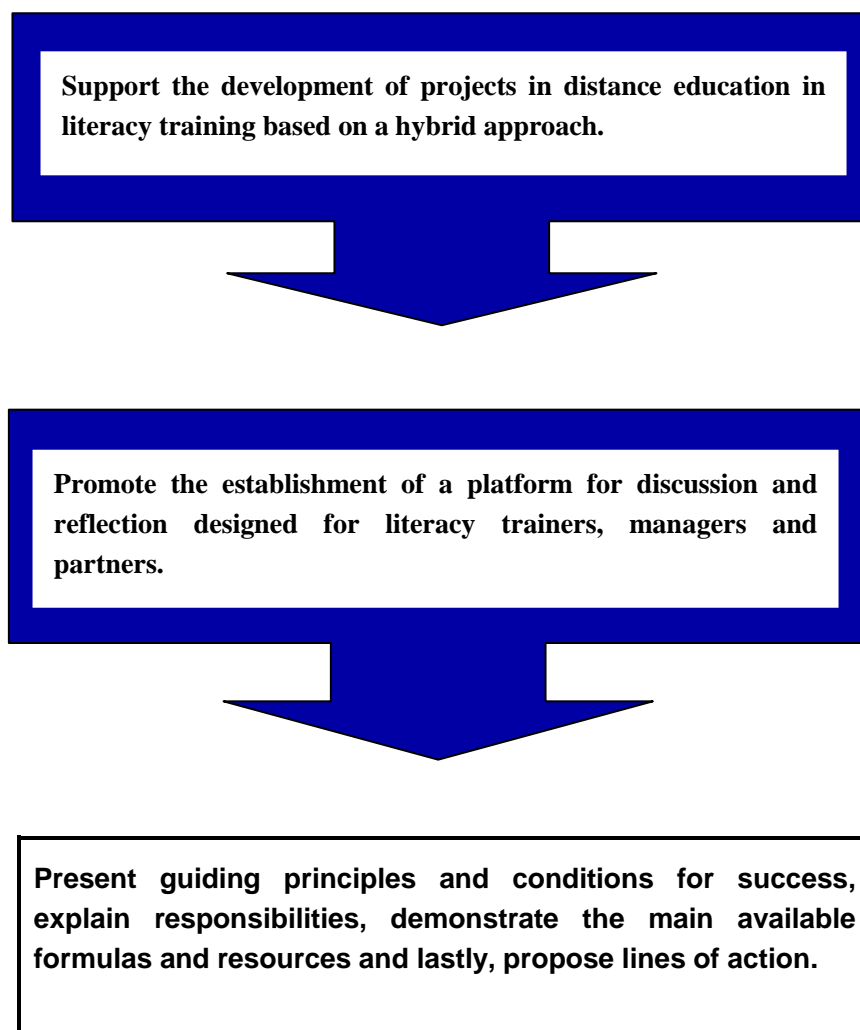 Support the development of projects in distance education in
literacy training based on a hybrid approach.
Promote the establishment of a platform for discussion and
reflection designed for literacy trainers, managers and
partners.
Present guiding principles and conditions for success,
explain responsibilities, demonstrate the main available
formulas and resources and lastly, propose lines of action.